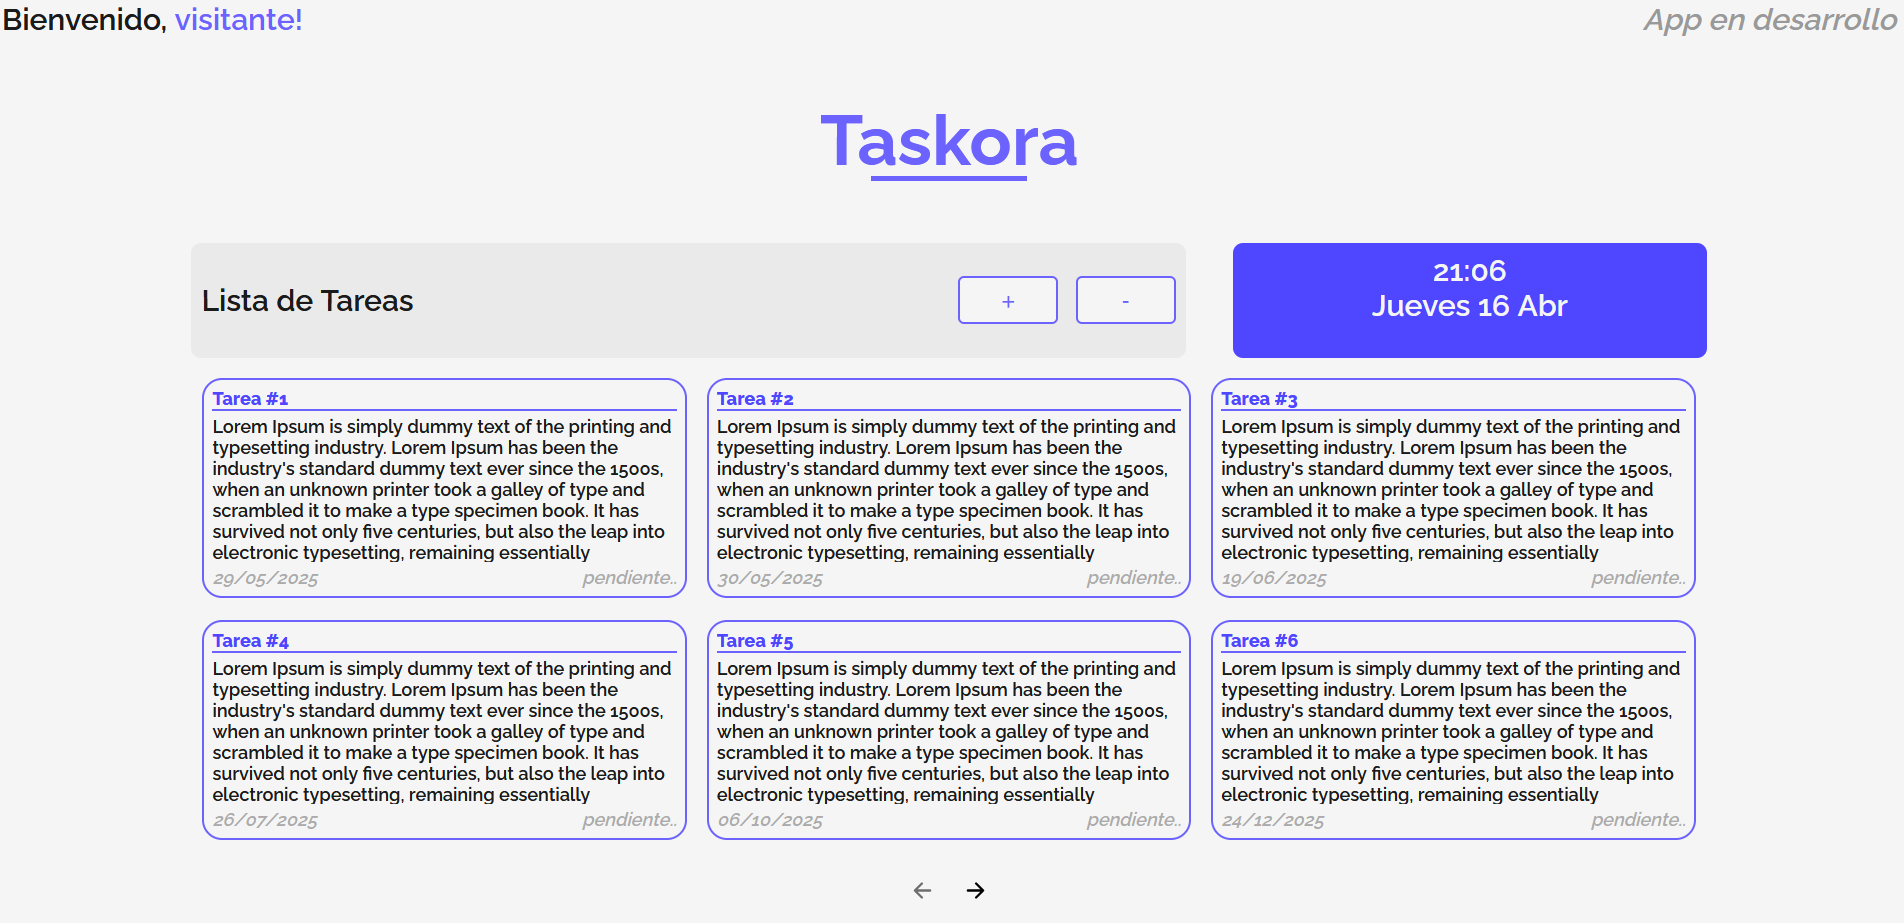 Bienvenido, visitante!
App en desarrollo
Taskora
Lista de Tareas
+
-
21:06
Jueves 16 Abr
Tarea #1
Lorem Ipsum is simply dummy text of the printing and
typesetting industry. Lorem Ipsum has been the
industry's standard dummy text ever since the 1500s,
when an unknown printer took a galley of type and
scrambled it to make a type specimen book. It has
survived not only five centuries, but also the leap into
electronic typesetting, remaining essentially
29/05/2025
pendiente..
Tarea #2
Lorem Ipsum is simply dummy text of the printing and
typesetting industry. Lorem Ipsum has been the
industry's standard dummy text ever since the 1500s,
when an unknown printer took a galley of type and
scrambled it to make a type specimen book. It has
survived not only five centuries, but also the leap into
electronic typesetting, remaining essentially
30/05/2025
pendiente..
Tarea #3
Lorem Ipsum is simply dummy text of the printing and
typesetting industry. Lorem Ipsum has been the
industry's standard dummy text ever since the 1500s,
when an unknown printer took a galley of type and
scrambled it to make a type specimen book. It has
survived not only five centuries, but also the leap into
electronic typesetting, remaining essentially
19/06/2025
pendiente..
Tarea #4
Lorem Ipsum is simply dummy text of the printing and
typesetting industry. Lorem Ipsum has been the
industry's standard dummy text ever since the 1500s,
when an unknown printer took a galley of type and
scrambled it to make a type specimen book. It has
survived not only five centuries, but also the leap into
electronic typesetting, remaining essentially
26/07/2025
pendiente..
Tarea #5
Lorem Ipsum is simply dummy text of the printing and
typesetting industry. Lorem Ipsum has been the
industry's standard dummy text ever since the 1500s,
when an unknown printer took a galley of type and
scrambled it to make a type specimen book. It has
survived not only five centuries, but also the leap into
electronic typesetting, remaining essentially
06/10/2025
pendiente..
Tarea #6
Lorem Ipsum is simply dummy text of the printing and
typesetting industry. Lorem Ipsum has been the
industry's standard dummy text ever since the 1500s,
when an unknown printer took a galley of type and
scrambled it to make a type specimen book. It has
survived not only five centuries, but also the leap into
electronic typesetting, remaining essentially
24/12/2025
pendiente..